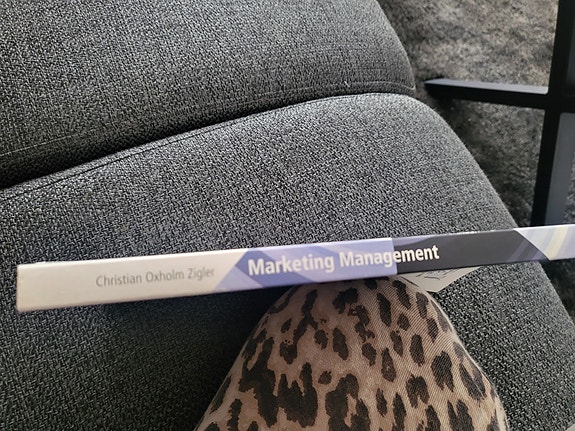 Christian Oxholm Zigler
Marketing Management